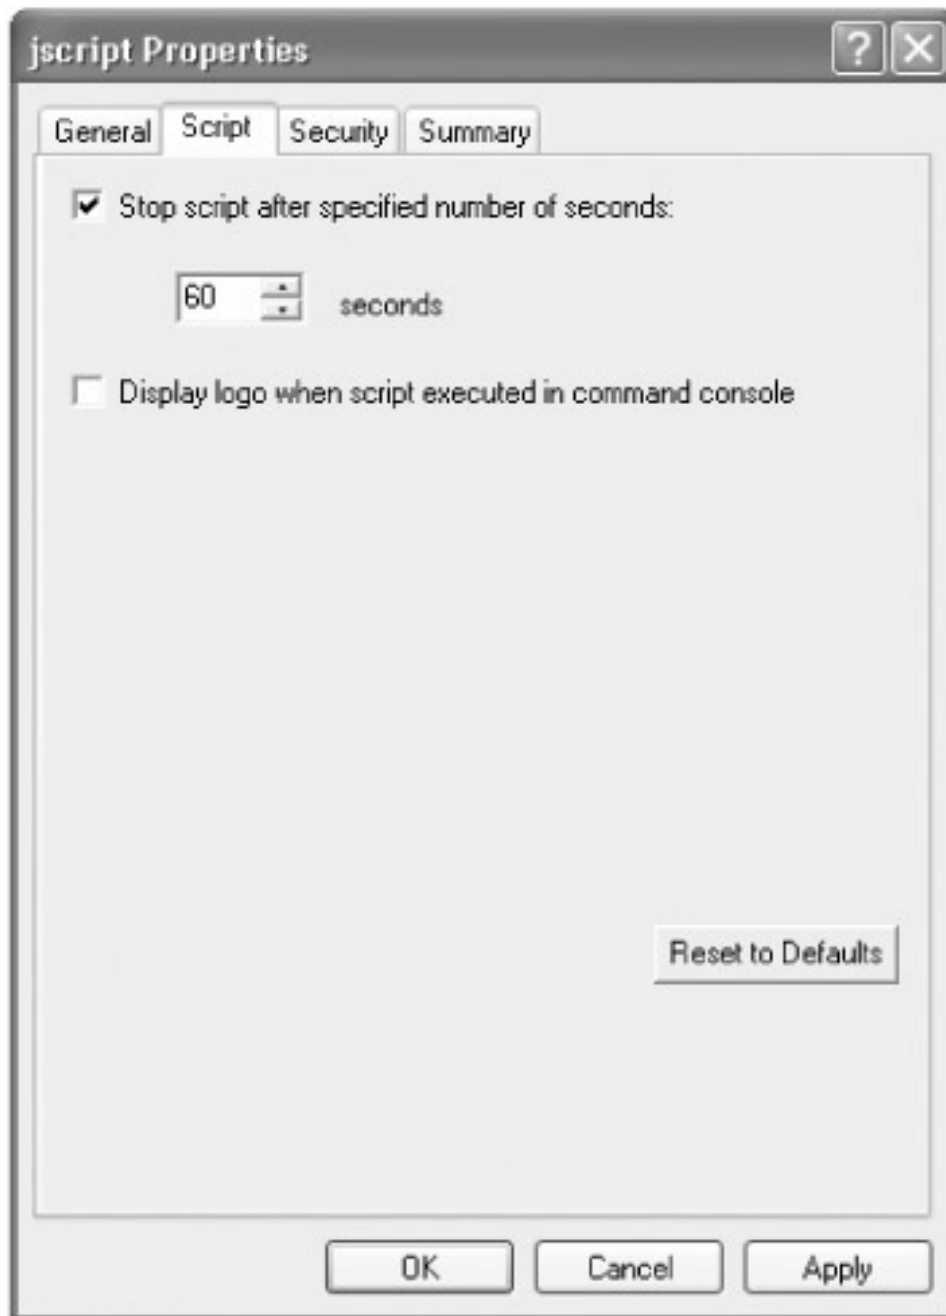 jscript Properties
General Script Security Summary
Stop script after specified number of seconds:
60 seconds
Display logo when script executed in command console
Reset to Defaults
OK Cancel Apply